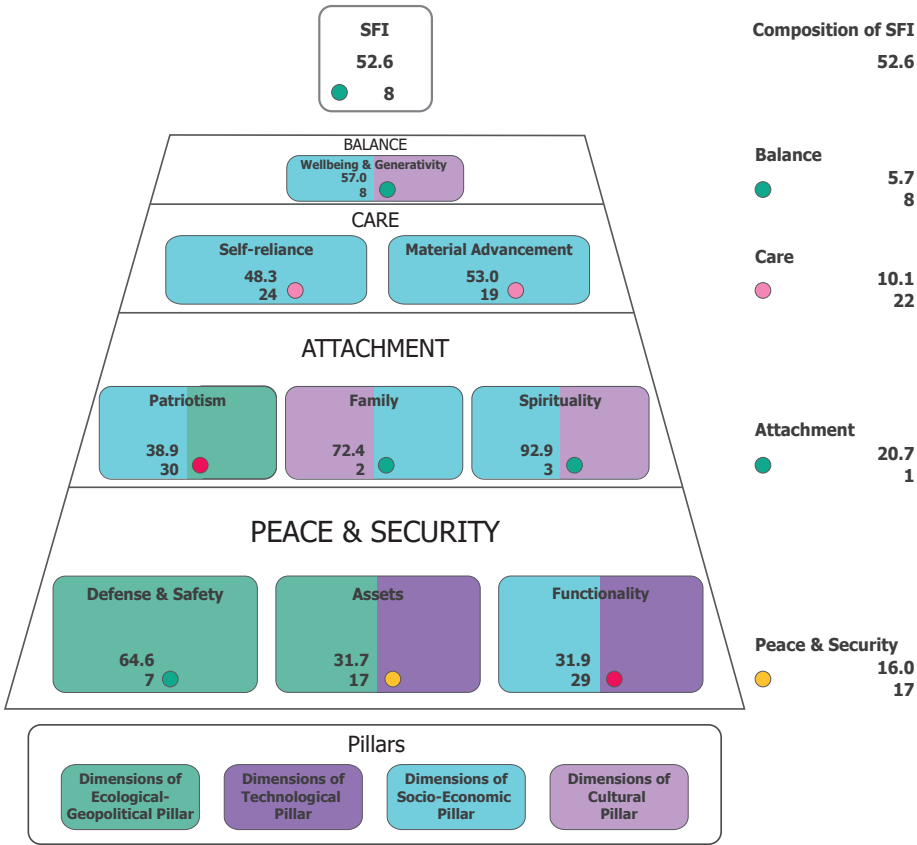 SFI
52.6
8
Composition of SFI
52.6
BALANCE
Wellbeing & Generativity
57.0
8
Balance
5.7
8
CARE
Self-reliance
48.3
24
Material Advancement
53.0
19
Care
10.1
22
ATTACHMENT
Patriotism
38.9
30
Family
72.4
2
Spirituality
92.9
3
Attachment
20.7
1
PEACE & SECURITY
Defense & Safety
64.6
7
Assets
31.7
17
Functionality
31.9
29
Peace & Security
16.0
17
Pillars
Dimensions of
Ecological-
Geopolitical Pillar
Dimensions of
Technological
Pillar
Dimensions of
Socio-Economic
Pillar
Dimensions of
Cultural
Pillar